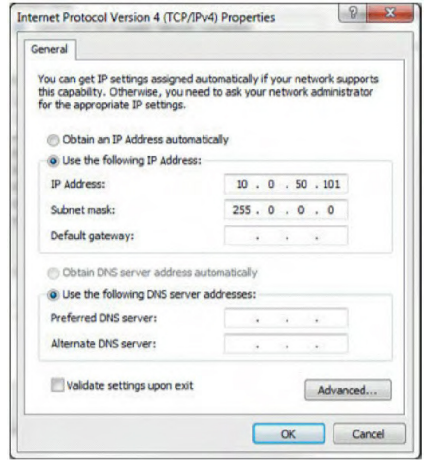 Internet Protocol Version 4 (TCP/IPv4) Properties
General
You can get IP settings assigned automatically if your network supports
this capability. Otherwise, you need to ask your network administrator
for the appropriate IP settings.
Obtain an IP Address automatically
Use the following IP Address:
IP Address: 10 . 0 . 50 . 101
Subnet mask: 255 . 0 . 0 . 0
Default gateway: . . .
Obtain DNS server address automatically
Use the following DNS server addresses:
Preferred DNS server: . . .
Alternate DNS server: . . .
Validate settings upon exit
Advanced...
OK Cancel